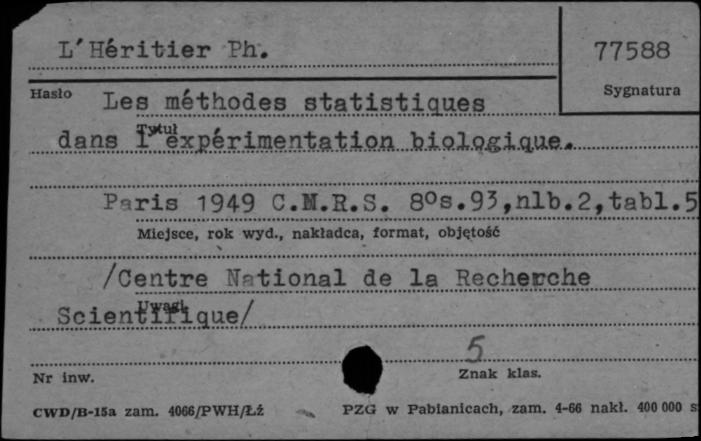 L'Héritier Ph.
77588
Hasło
Sygnatura
Les méthodes statistiques
Tytuł
dans l'expérimentation biologique.
Paris 1949 C.N.R.S. 8°s.93,nlb.2,tabl.5
Miejsce, rok wyd., nakładca, format, objętość
/Centre National de la Recherche
Uwagi
Scientifique/
5
Nr inw.
Znak klas.
CWD/B-15a zam. 4066/PWH/Łź
PZG w Pabianicach, zam. 4-66 nakł. 400 000